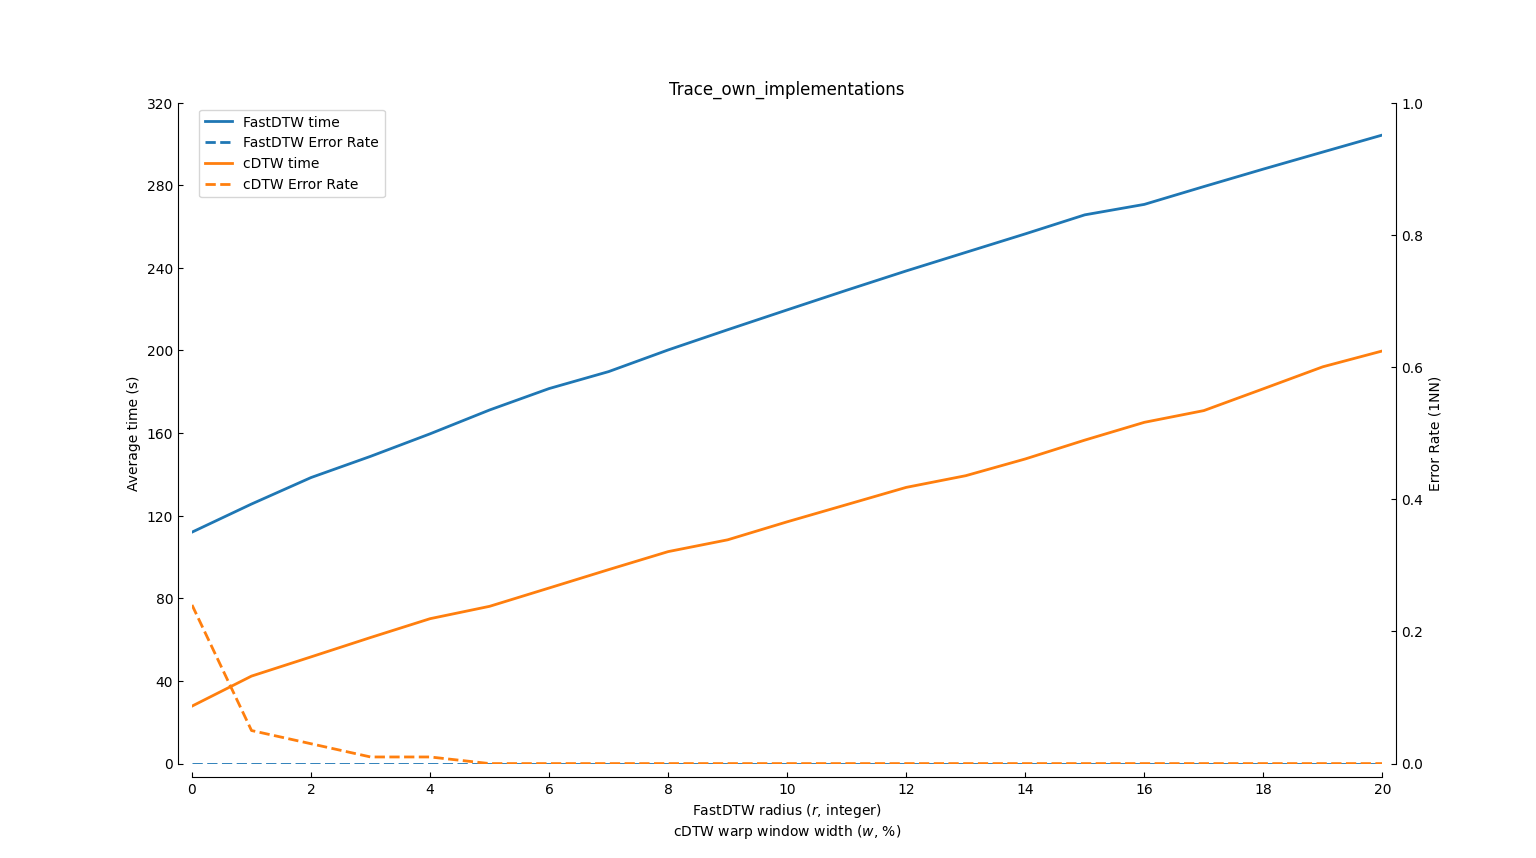 Trace_own_implementations
FastDTW time
FastDTW Error Rate
cDTW time
cDTW Error Rate
320
280
240
200
160
120
80
40
0
Average time (s)
1.0
0.8
0.6
0.4
0.2
0.0
Error Rate (1NN)
0 2 4 6 8 10 12 14 16 18 20
FastDTW radius (r, integer)
cDTW warp window width (w, %)